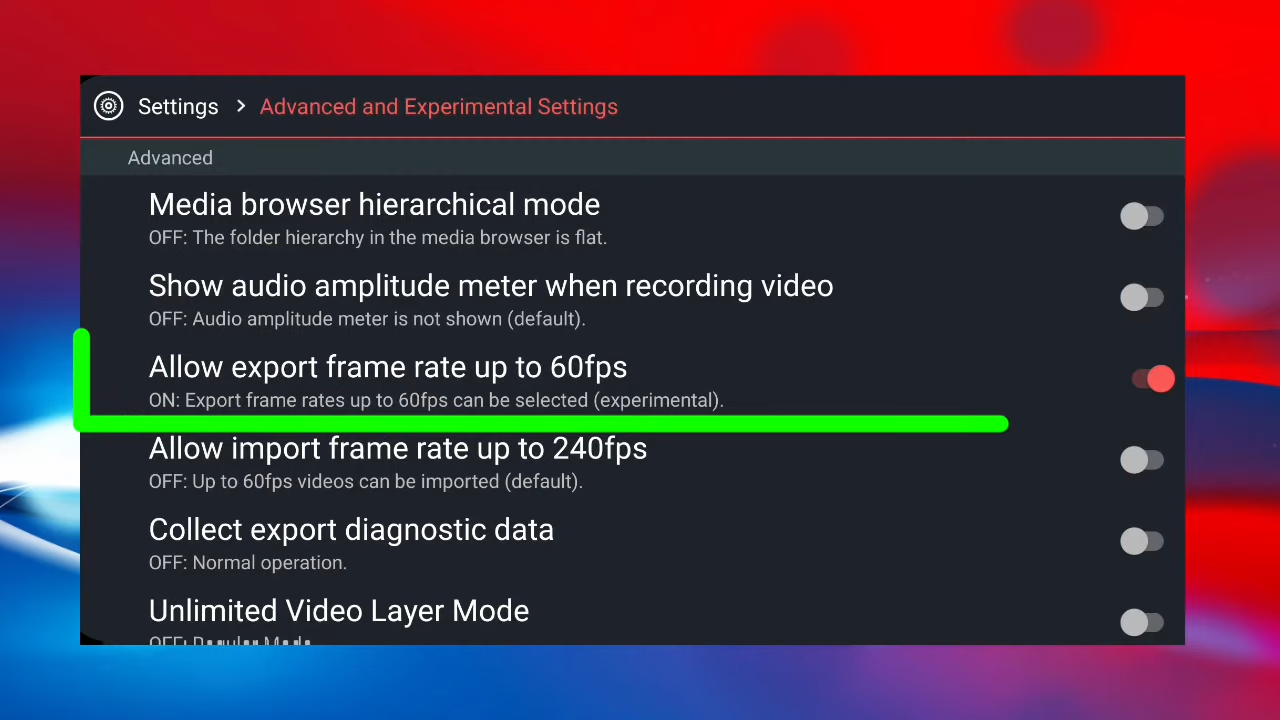 Settings > Advanced and Experimental Settings
Advanced
Media browser hierarchical mode
OFF: The folder hierarchy in the media browser is flat.
Show audio amplitude meter when recording video
OFF: Audio amplitude meter is not shown (default).
Allow export frame rate up to 60fps
ON: Export frame rates up to 60fps can be selected (experimental).
Allow import frame rate up to 240fps
OFF: Up to 60fps videos can be imported (default).
Collect export diagnostic data
OFF: Normal operation.
Unlimited Video Layer Mode
OFF: Regular Mode